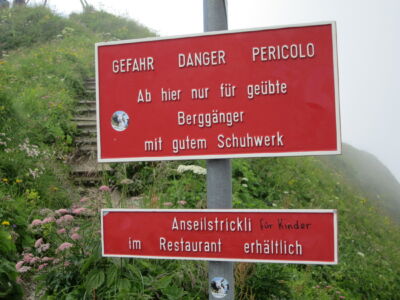 GEFAHR DANGER PERICOLO
Ab hier nur für geübte
Berggänger
mit gutem Schuhwerk
Anseilstrickli für Kinder
im Restaurant erhältlich